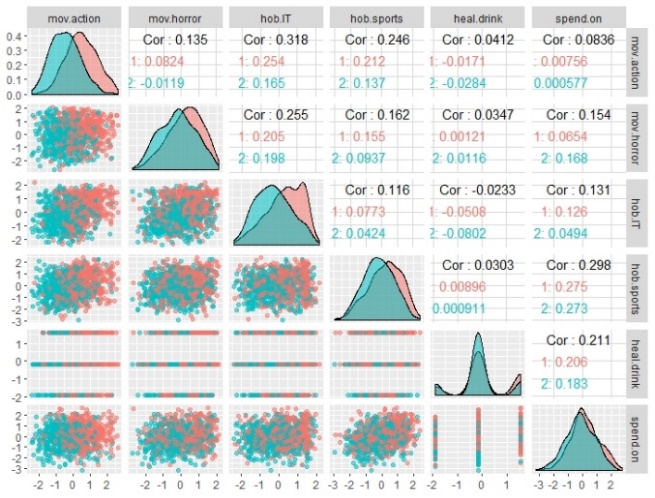 mov.action mov.horror hob.IT hob.sports heal.drink spend.on
0.4
0.3
0.2
0.1
0.0
Cor : 0.135 Cor : 0.318 Cor : 0.246 Cor : 0.0412 Cor : 0.0836
1: 0.0824 1: 0.254 1: 0.212 1: -0.0171 : 0.00756
2: -0.0119 2: 0.165 2: 0.137 2: -0.0284 0.000577
mov.action
2
1
0
-1
-2
Cor : 0.255 Cor : 0.162 Cor : 0.0347 Cor : 0.154
1: 0.205 1: 0.155 1: 0.00121 1: 0.0654
2: 0.198 2: 0.0937 2: 0.0116 2: 0.168
mov.horror
2
1
0
-1
-2
Cor : 0.116 Cor : -0.0233 Cor : 0.131
1: 0.0773 1: -0.0508 1: 0.126
2: 0.0424 2: -0.0802 2: 0.0494
hob.IT
2
1
0
-1
-2
-3
Cor : 0.0303 Cor : 0.298
0.00896 1: 0.275
0.000911 2: 0.273
hob.sports
1
0
-1
-2
Cor : 0.211
1: 0.206
2: 0.183
heal.drink
2
1
0
-1
-2
-3
spend.on
-2 -1 0 1 2 -2 -1 0 1 2 -2 -1 0 1 2 -3 -2 -1 0 1 2 -2 -1 0 1 -3 -2 -1 0 1 2